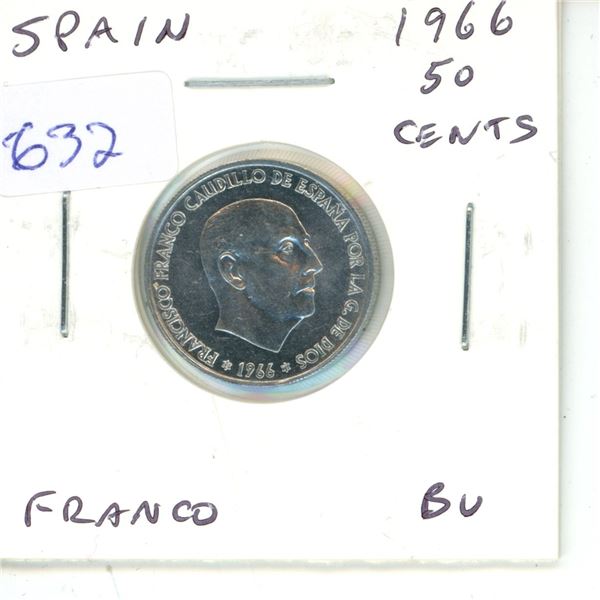 SPAIN
1966
50
CENTS
632
FRANCISCO FRANCO CAUDILLO DE ESPAÑA POR LA G. DE DIOS
* 1966 *
FRANCO
BU